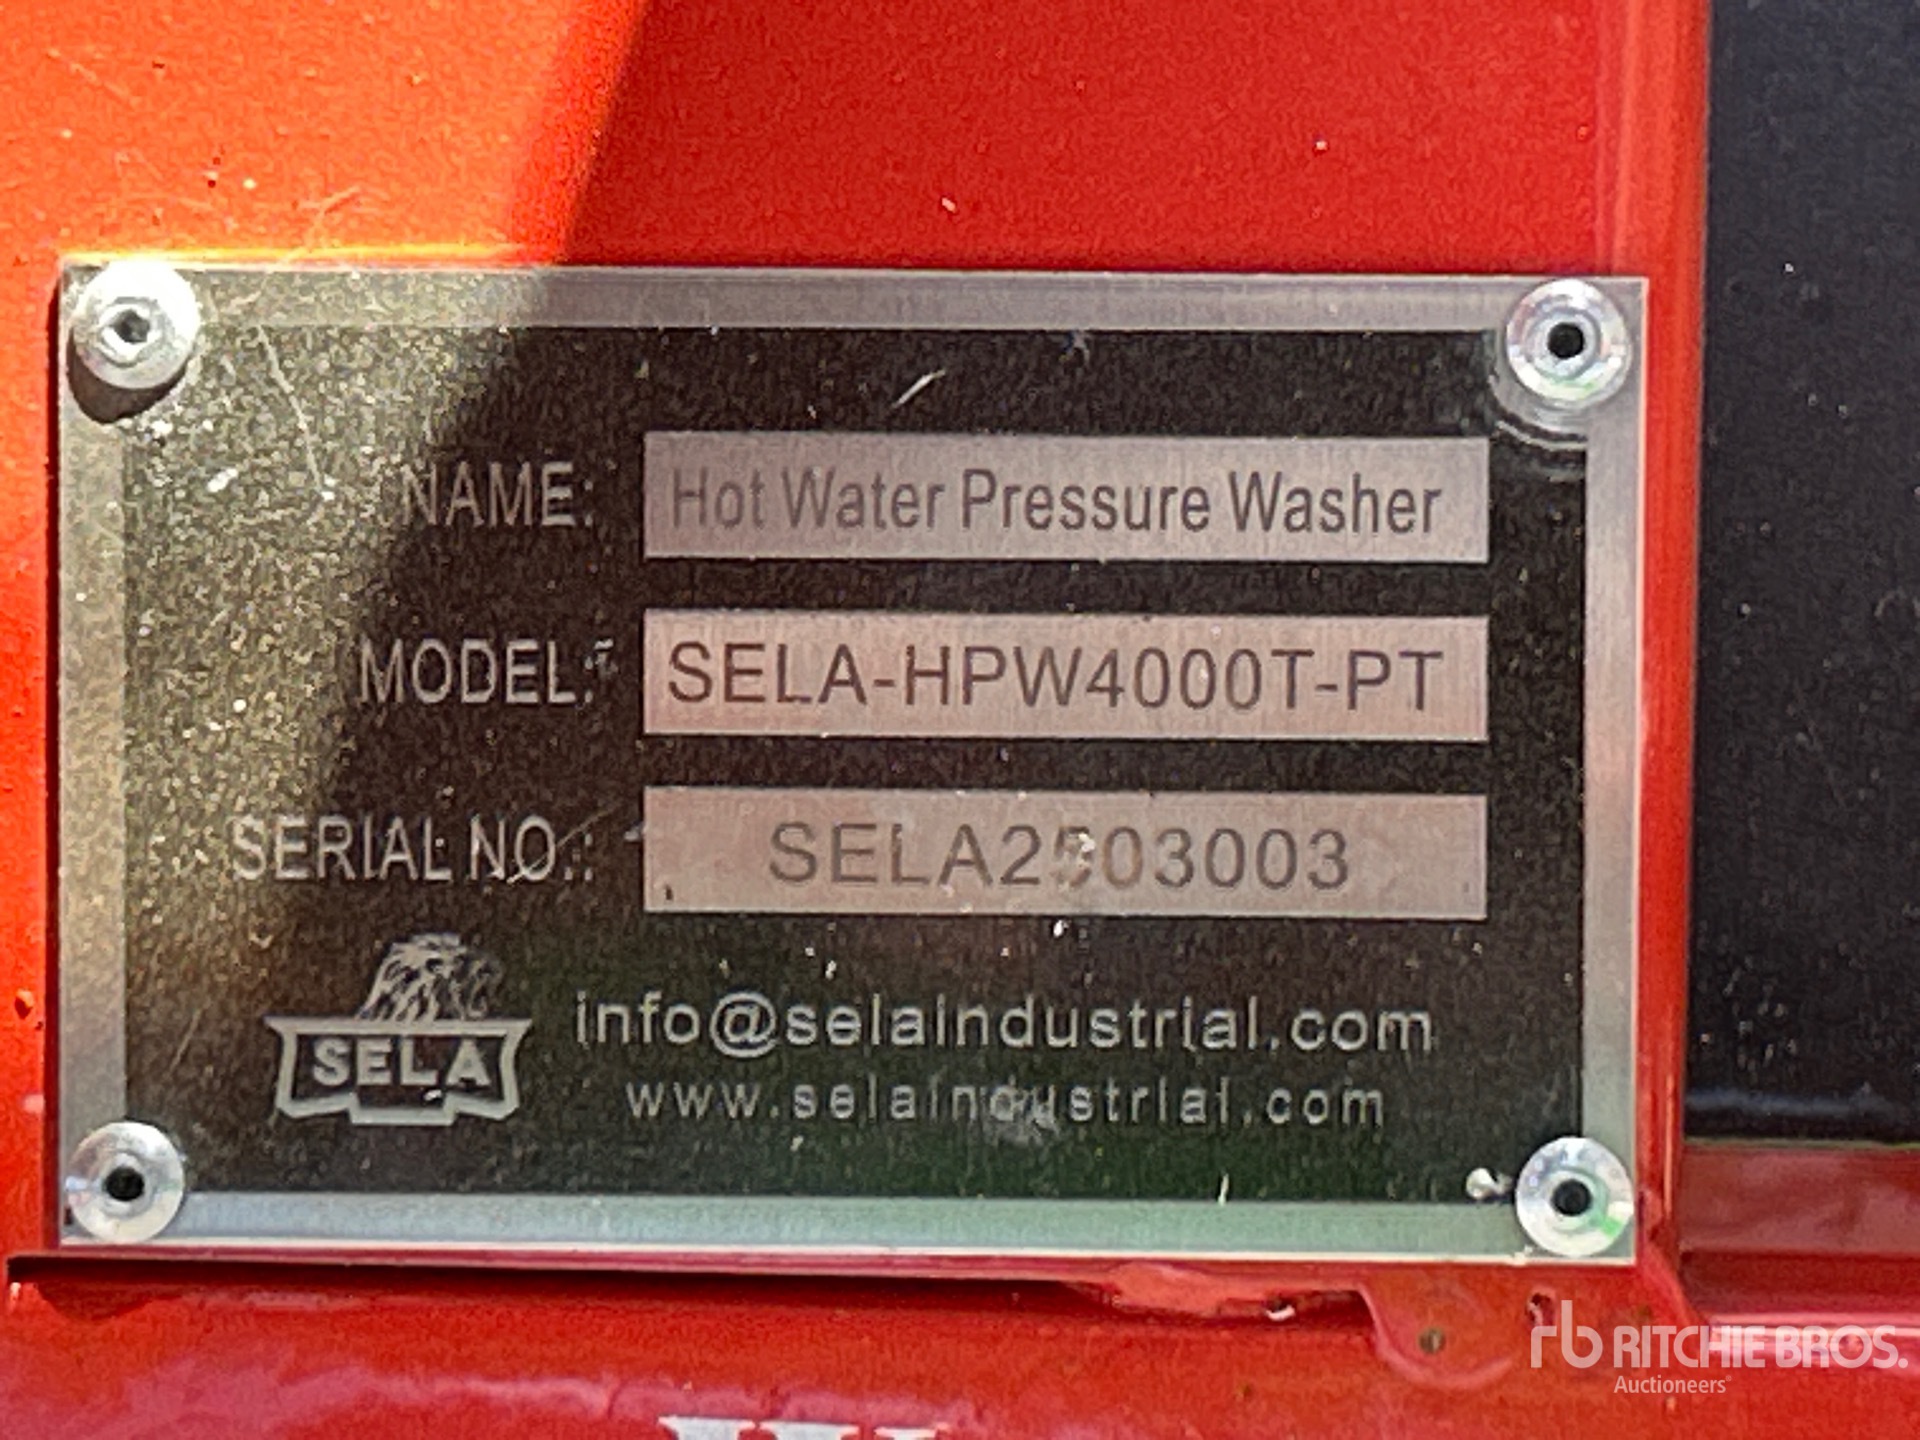 NAME: Hot Water Pressure Washer
MODEL: SELA-HPW4000T-PT
SERIAL NO.: SELA2503003
SELA
info@selaindustrial.com
www.selaindustrial.com
rb RITCHIE BROS.
Auctioneers